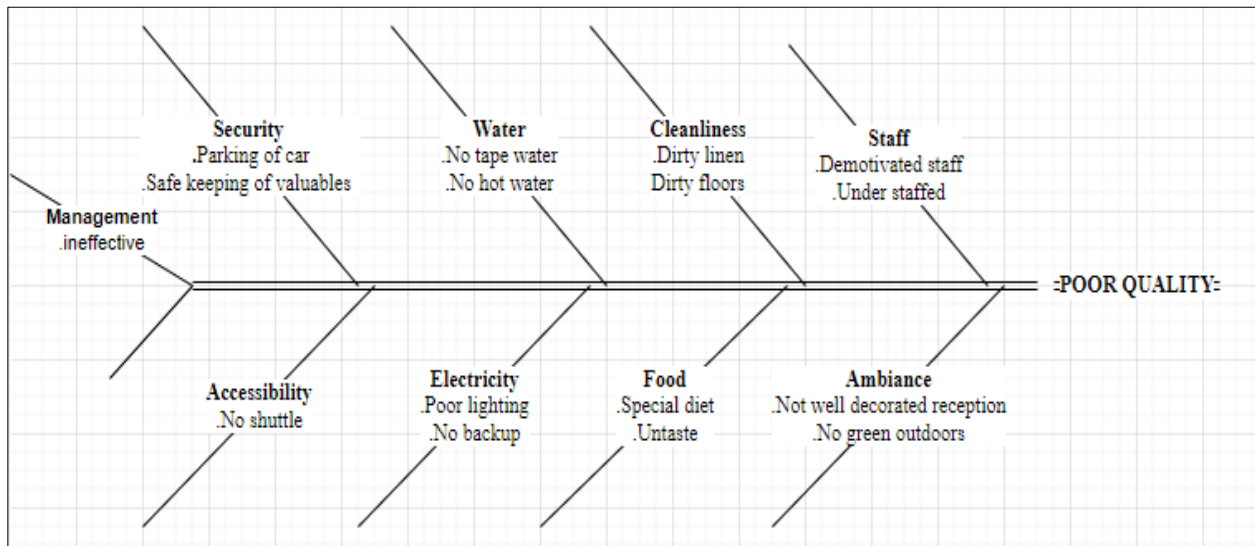 Security
.Parking of car
.Safe keeping of valuables
Water
.No tape water
.No hot water
Cleanliness
.Dirty linen
Dirty floors
Staff
.Demotivated staff
.Under staffed
Management
.ineffective
=POOR QUALITY=
Accessibility
.No shuttle
Electricity
.Poor lighting
.No backup
Food
.Special diet
.Untaste
Ambiance
.Not well decorated reception
.No green outdoors